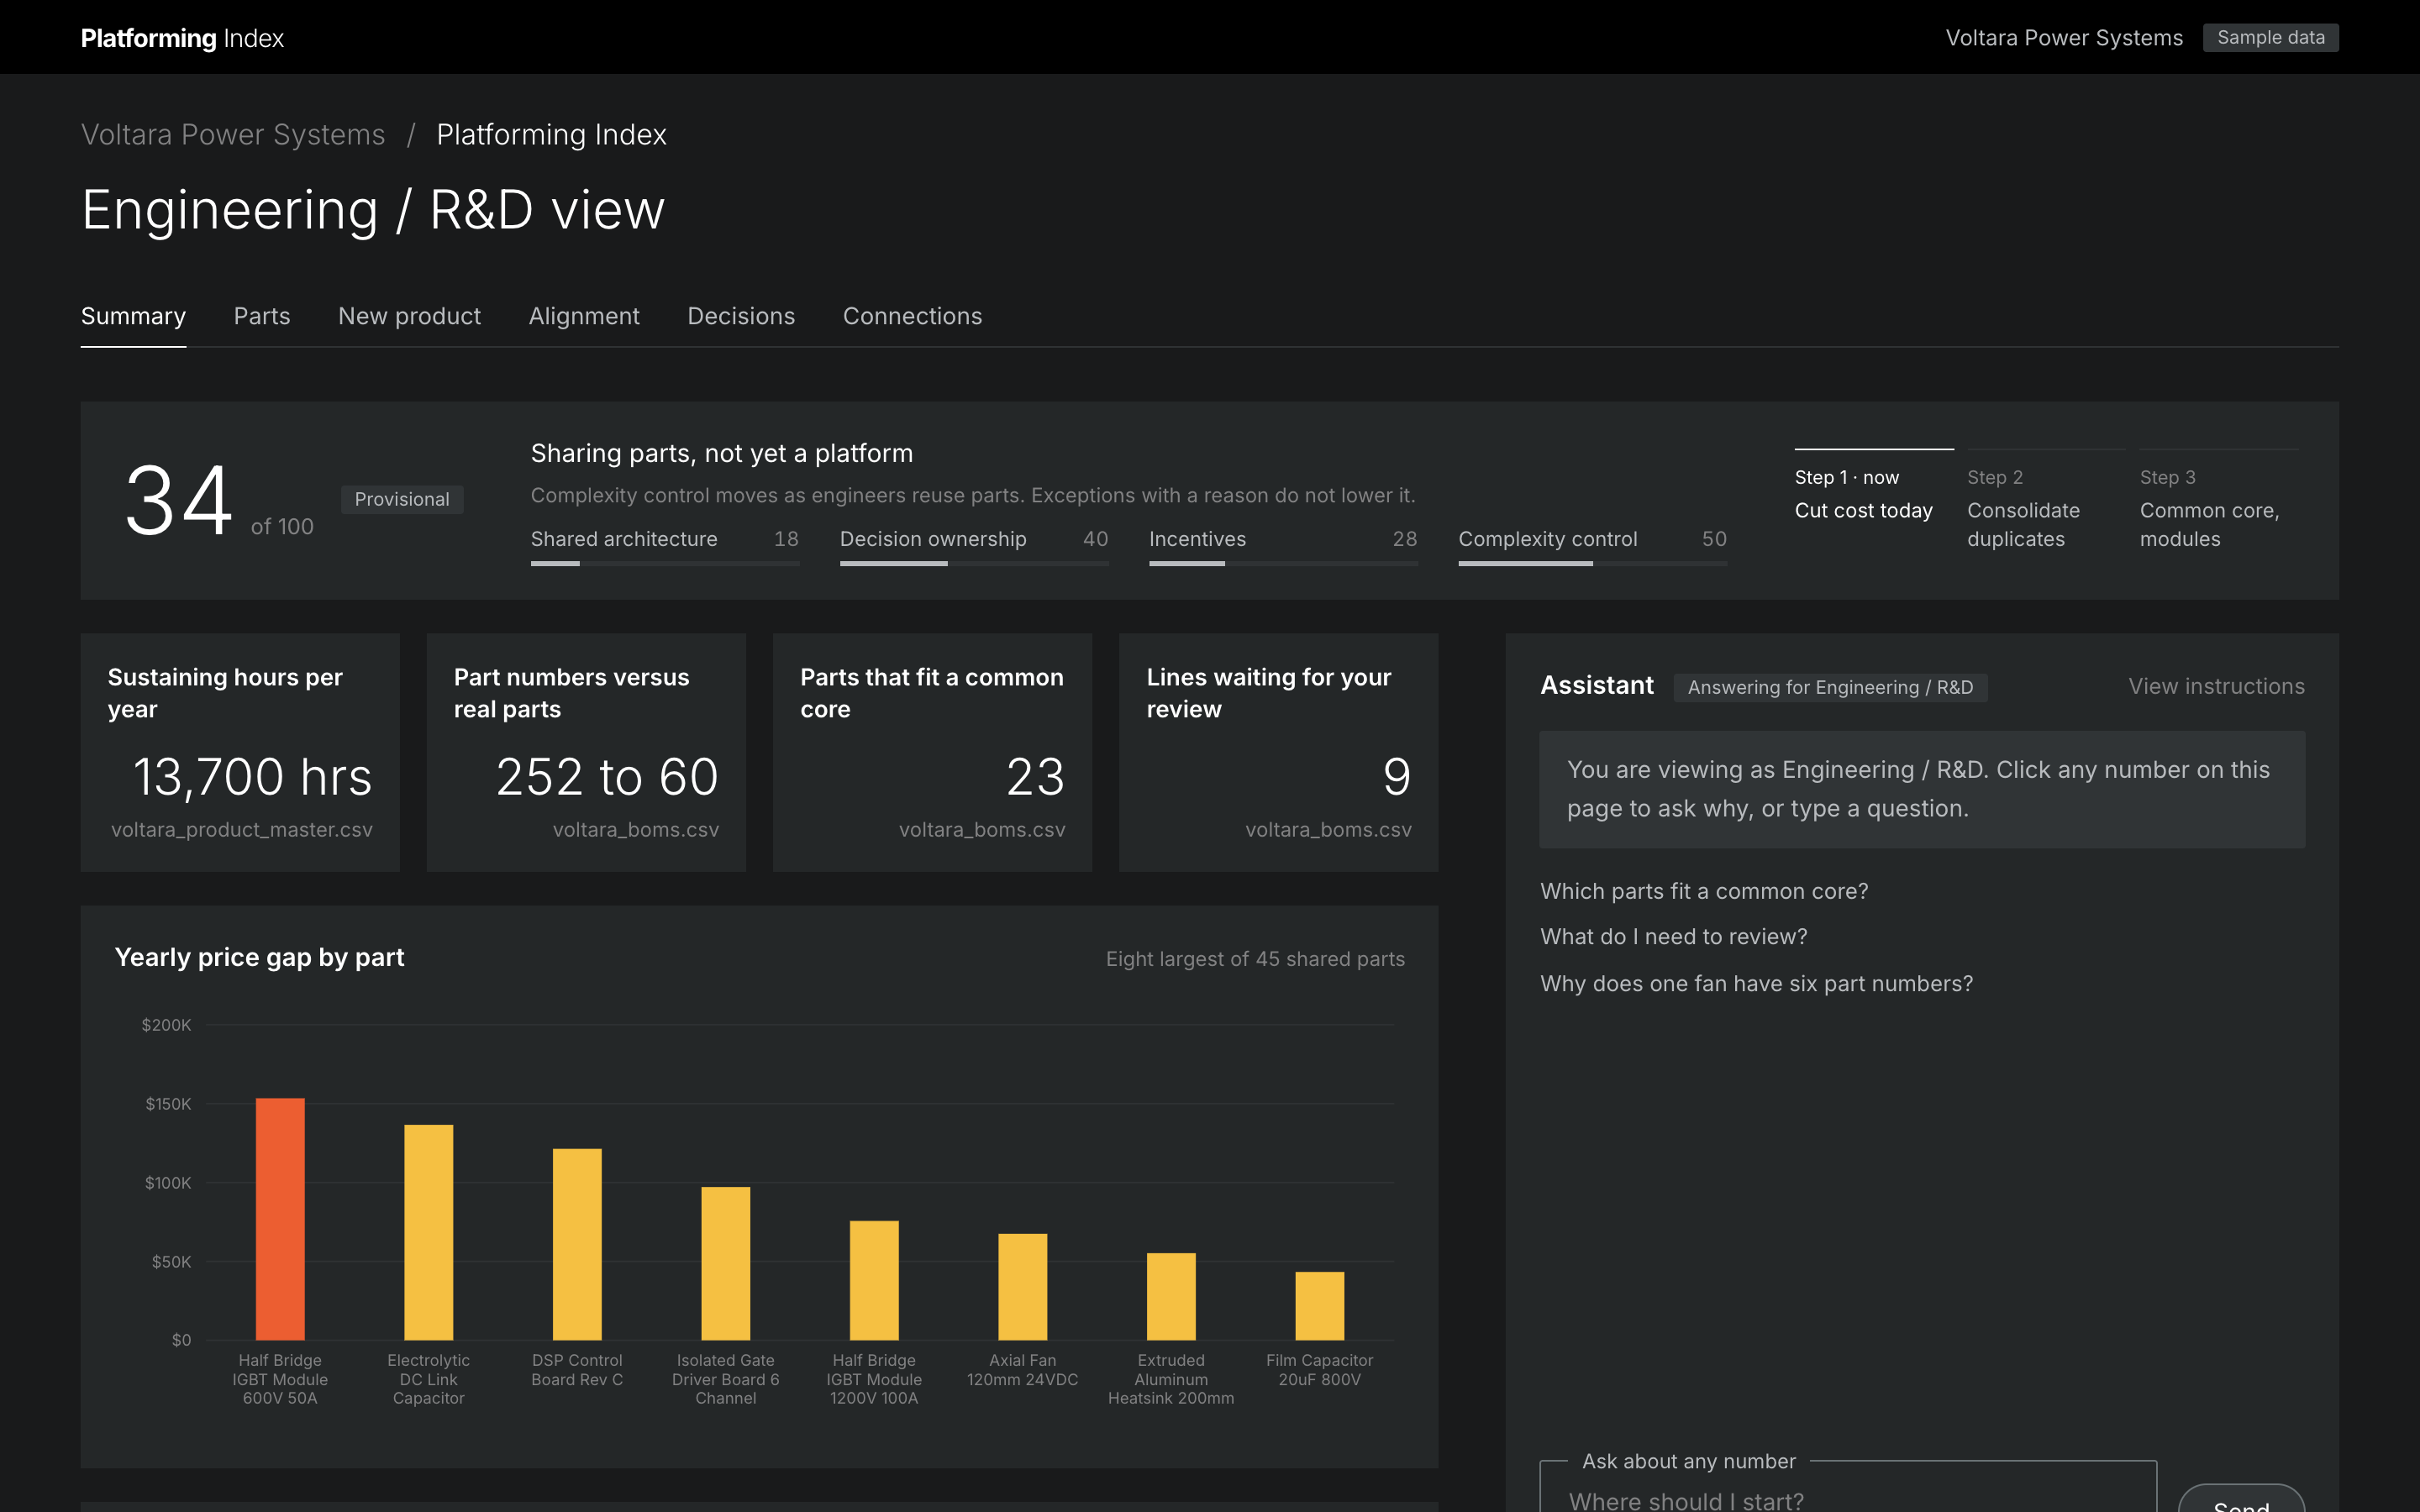 Platforming Index
Voltara Power Systems
Sample data
Voltara Power Systems / Platforming Index
Engineering / R&D view
Summary
Parts
New product
Alignment
Decisions
Connections
34 of 100
Provisional
Sharing parts, not yet a platform
Complexity control moves as engineers reuse parts. Exceptions with a reason do not lower it.
Shared architecture 18
Decision ownership 40
Incentives 28
Complexity control 50
Step 1 · now
Cut cost today
Step 2
Consolidate
duplicates
Step 3
Common core,
modules
Sustaining hours per
year
13,700 hrs
voltara_product_master.csv
Part numbers versus
real parts
252 to 60
voltara_boms.csv
Parts that fit a common
core
23
voltara_boms.csv
Lines waiting for your
review
9
voltara_boms.csv
Yearly price gap by part
Eight largest of 45 shared parts
$200K
$150K
$100K
$50K
$0
Half Bridge
IGBT Module
600V 50A
Electrolytic
DC Link
Capacitor
DSP Control
Board Rev C
Isolated Gate
Driver Board 6
Channel
Half Bridge
IGBT Module
1200V 100A
Axial Fan
120mm 24VDC
Extruded
Aluminum
Heatsink 200mm
Film Capacitor
20uF 800V
Assistant
Answering for Engineering / R&D
View instructions
You are viewing as Engineering / R&D. Click any number on this
page to ask why, or type a question.
Which parts fit a common core?
What do I need to review?
Why does one fan have six part numbers?
Ask about any number
Where should I start?
Send